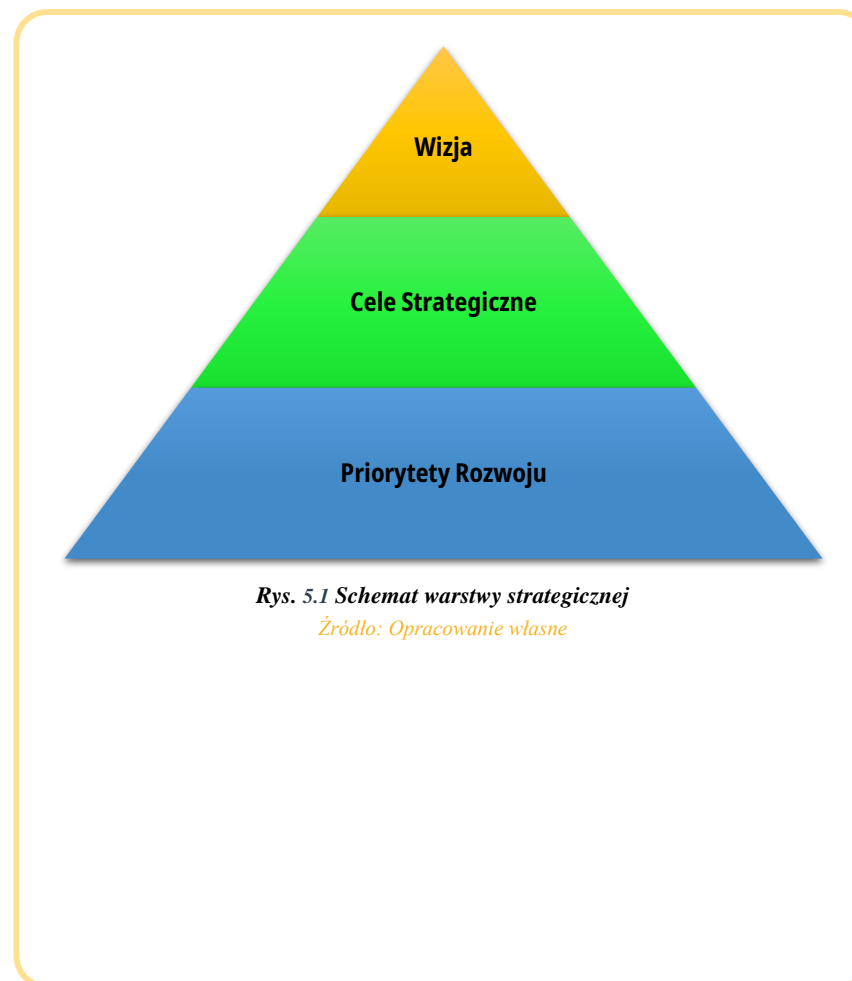 Wizja
Cele Strategiczne
Priorytety Rozwoju
Rys. 5.1 Schemat warstwy strategicznej
Źródło: Opracowanie własne